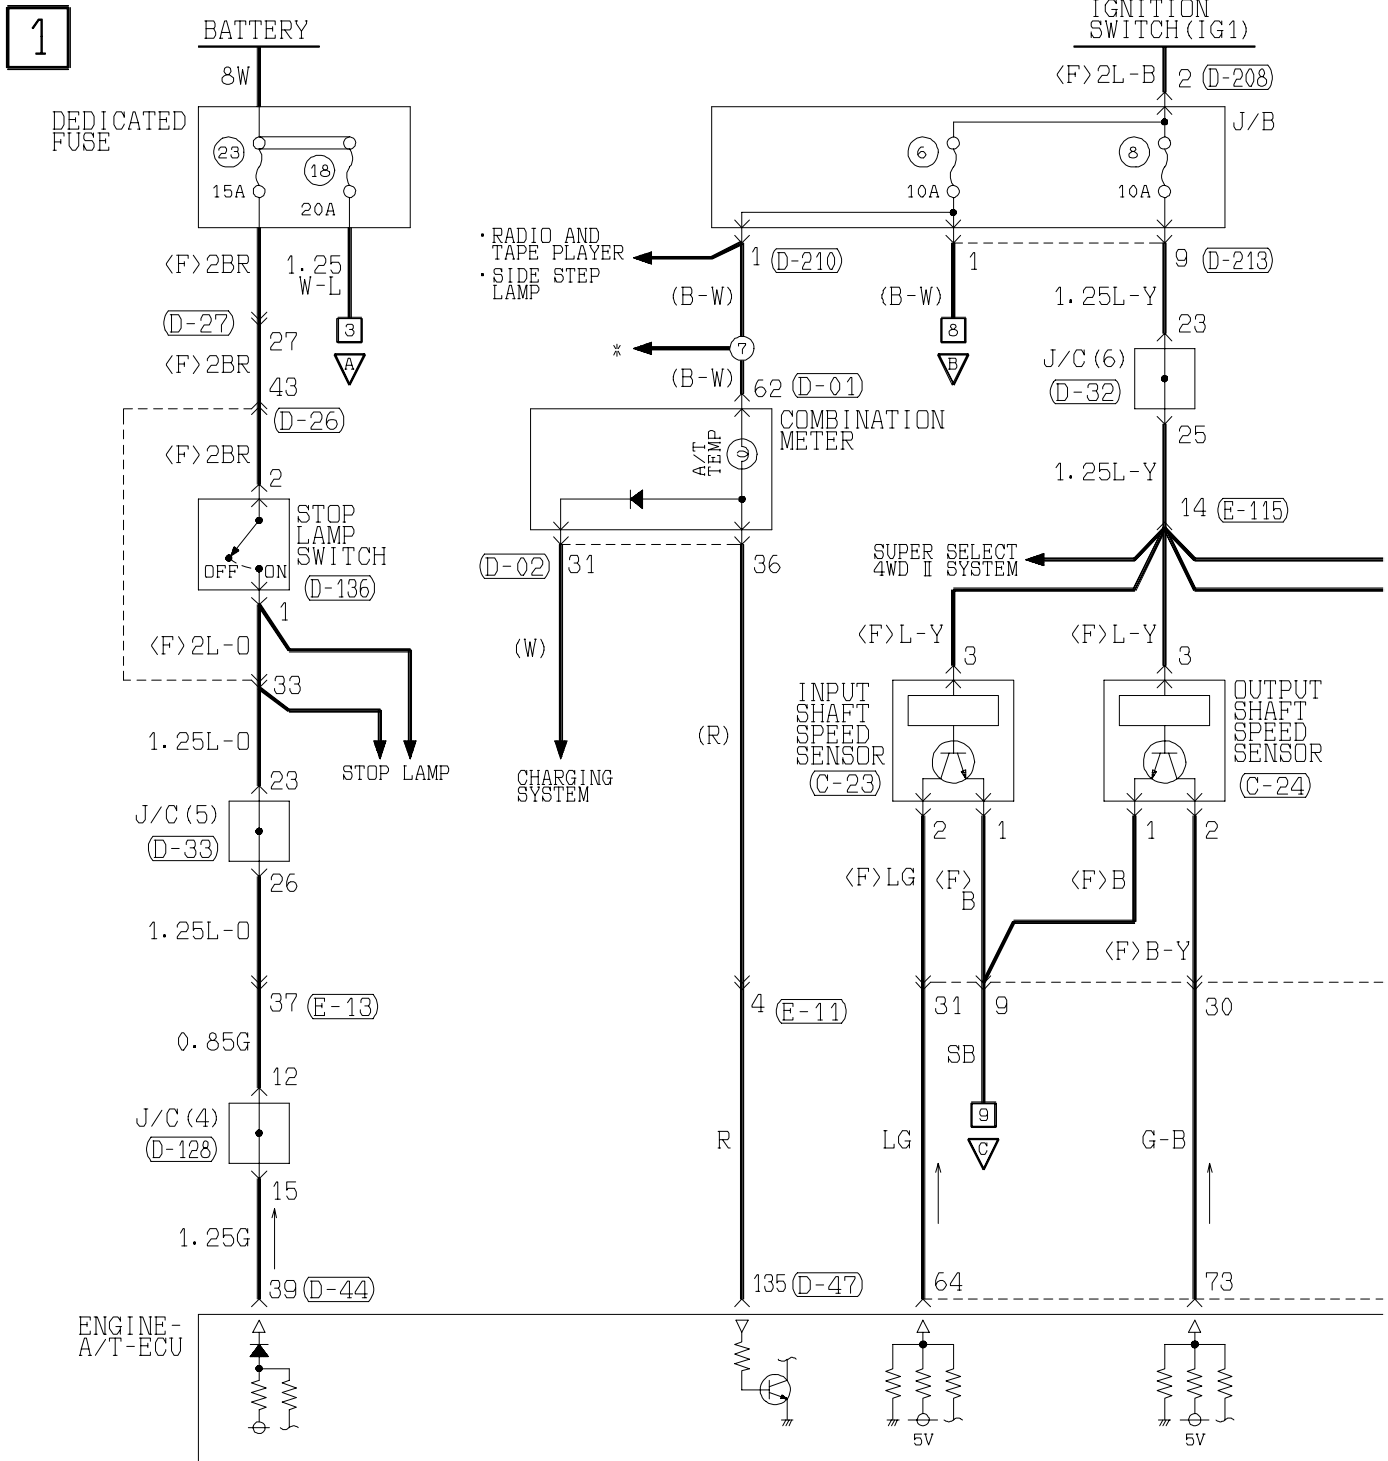 1
BATTERY
IGNITION
SWITCH(IG1)
8W
<F>2L-B
2
D-208
DEDICATED
FUSE
J/B
23
18
6
8
15A
20A
10A
10A
・RADIO AND
TAPE PLAYER
・SIDE STEP
LAMP
<F>2BR
1.25
W-L
1
D-210
1
9
D-213
(B-W)
(B-W)
1.25L-Y
D-27
27
3
A
*
7
8
B
23
J/C(6)
D-32
<F>2BR
43
(B-W)
62
D-01
D-26
COMBINATION
METER
A/T
TEMP
25
<F>2BR
2
1.25L-Y
STOP
LAMP
SWITCH
14
E-115
OFF
ON
D-136
D-02
31
36
SUPER SELECT
4WD Ⅱ SYSTEM
1
<F>2L-O
(W)
<F>L-Y
<F>L-Y
33
3
3
INPUT
SHAFT
SPEED
SENSOR
C-23
OUTPUT
SHAFT
SPEED
SENSOR
C-24
1.25L-O
(R)
STOP LAMP
CHARGING
SYSTEM
23
J/C(5)
D-33
2
1
1
2
26
<F>LG
<F>
B
<F>B
1.25L-O
<F>B-Y
37
E-13
4
E-11
31
9
30
0.85G
SB
12
J/C(4)
D-128
9
C
R
LG
G-B
15
1.25G
39
D-44
135
D-47
64
73
ENGINE-
A/T-ECU
5V
5V